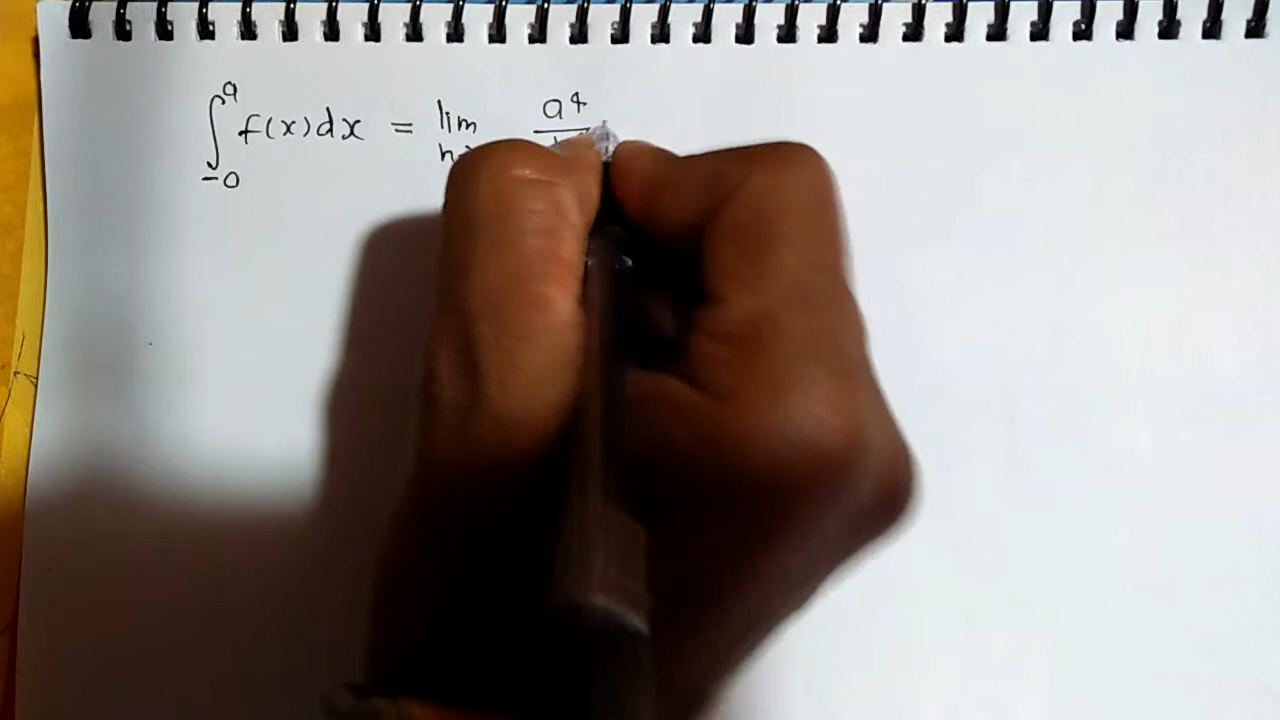 ∫₋₀ᵃ f(x)dx = lim a⁴